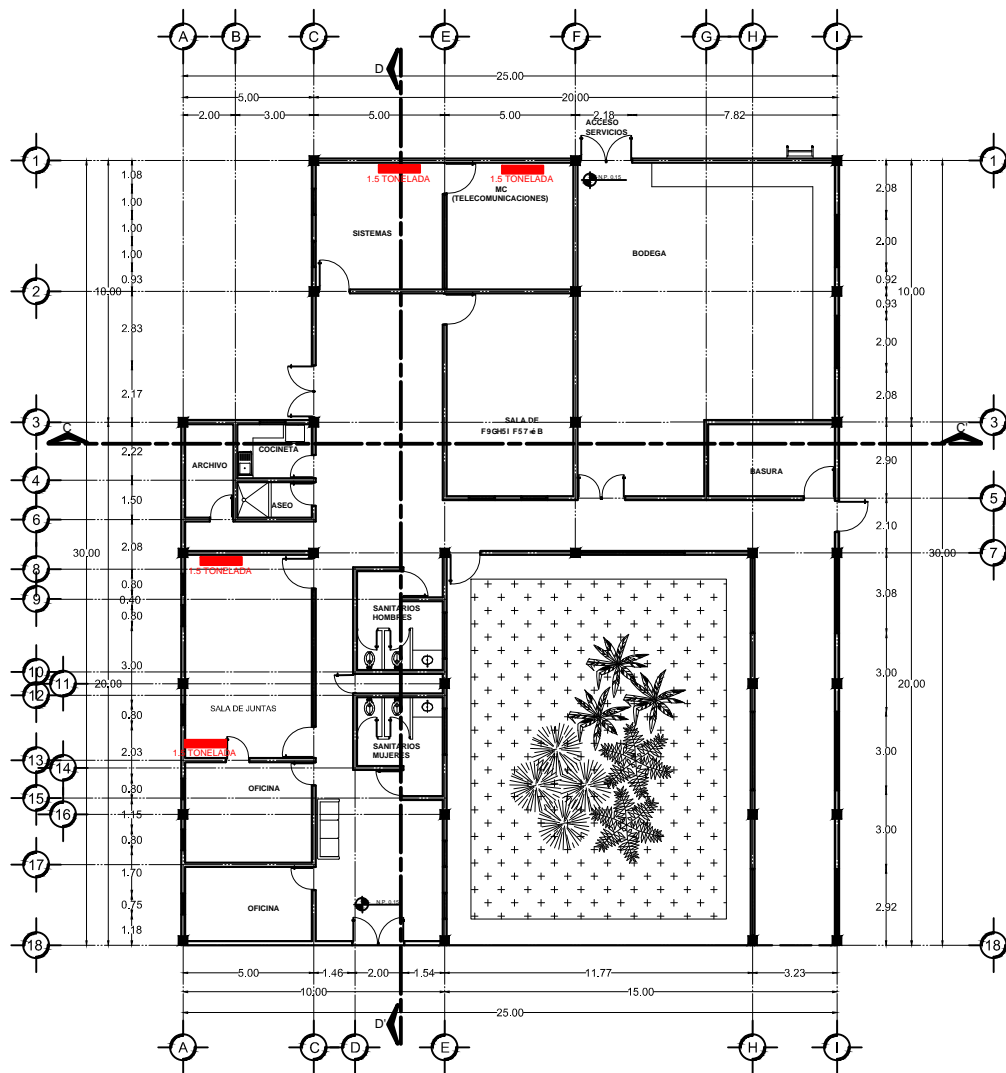 A B C E F G H I
D
25.00
5.00 20.00
2.00 3.00 5.00 5.00 2.18 7.82
ACCESO
SERVICIOS
1 1
1.08
1.00
1.00
1.00
0.93
10.00
2
2.83
2.17
3
2.22
4
1.50
6
2.08
30.00
8
0.80
9
0.40
0.80
10
3.00
11
20.00
12
0.80
2.03
13
14
0.80
15
1.15
16
0.80
17
1.70
0.75
1.18
18
1.5 TONELADA
1.5 TONELADA
MC
(TELECOMUNICACIONES)
N.P. 0.15
SISTEMAS
BODEGA
SALA DE
C C'
COCINETA
ARCHIVO
ASEO
BASURA
1.5 TONELADA
SANITARIOS
HOMBRES
SALA DE JUNTAS
TONELADA
SANITARIOS
MUJERES
OFICINA
OFICINA
N.P. 0.15
2.08
2.00
0.92
0.93
10.00
2.00
2.08
3
2.90
5
2.10
7
30.00
3.08
3.00
20.00
3.00
3.00
2.92
18
5.00 1.46 2.00 1.54 11.77 3.23
10.00 15.00
25.00
D'
A C D E H I